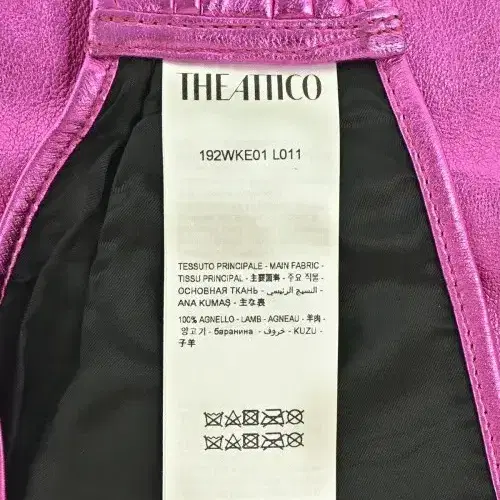 THEATTICO
192WKE01 L011
TESSUTO PRINCIPALE - MAIN FABRIC -
TISSU PRINCIPAL - 主要面料 - 주요 직물 -
ОСНОВНАЯ ТКАНЬ - النسيج الرئيسي -
ANA KUMAŞ - 主な裏
100% AGNELLO - LAMB - AGNEAU - 羊肉 -
양고기 - баранина - خروف - KUZU -
子羊